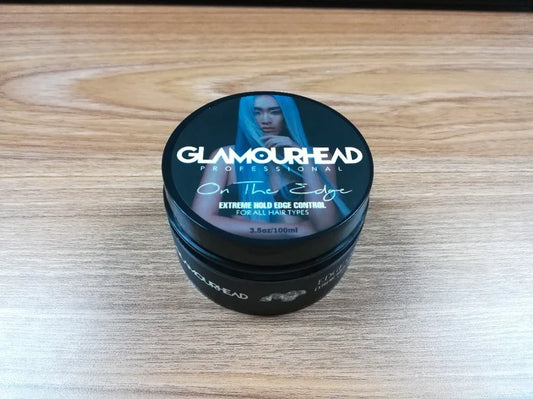 GLAMOURHEAD
PROFESSIONAL
On The Edge
EXTREME HOLD EDGE CONTROL
FOR ALL HAIR TYPES
3.5oz/100ml
GLAMOURHEAD